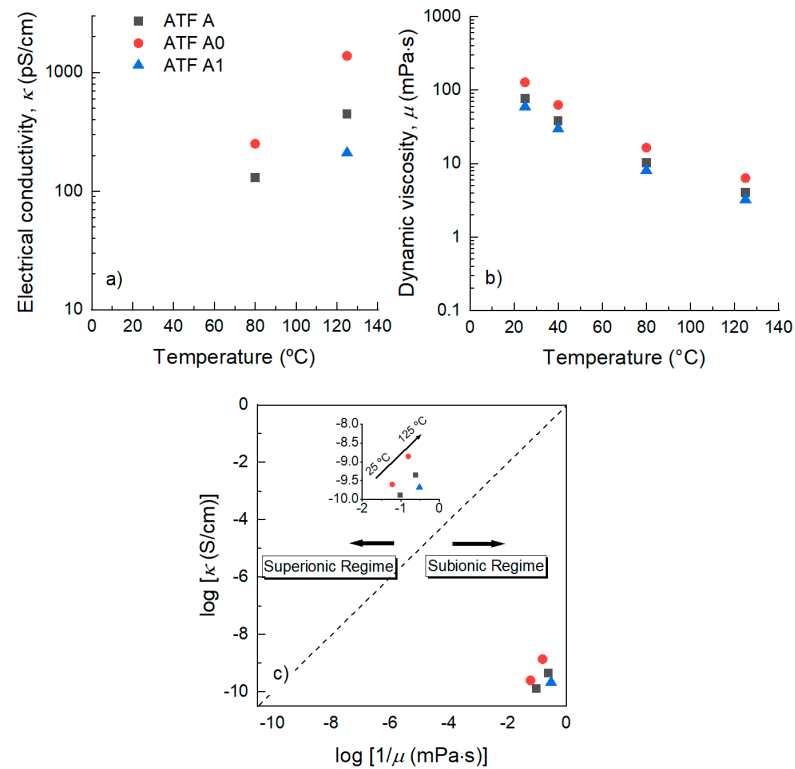 ATF A
ATF A0
ATF A1
Electrical conductivity, κ (pS/cm)
1000
100
10
a)
0 20 40 60 80 100 120 140
Temperature (ºC)
Dynamic viscosity, μ (mPa·s)
1000
100
10
1
0.1
b)
0 20 40 60 80 100 120 140
Temperature (°C)
log [κ (S/cm)]
0
-2
-4
-6
-8
-10
-8.0
-8.5
-9.0
-9.5
-10.0
-2 -1 0
25 ºC
125 ºC
Superionic Regime
Subionic Regime
c)
-10 -8 -6 -4 -2 0
log [1/μ (mPa·s)]